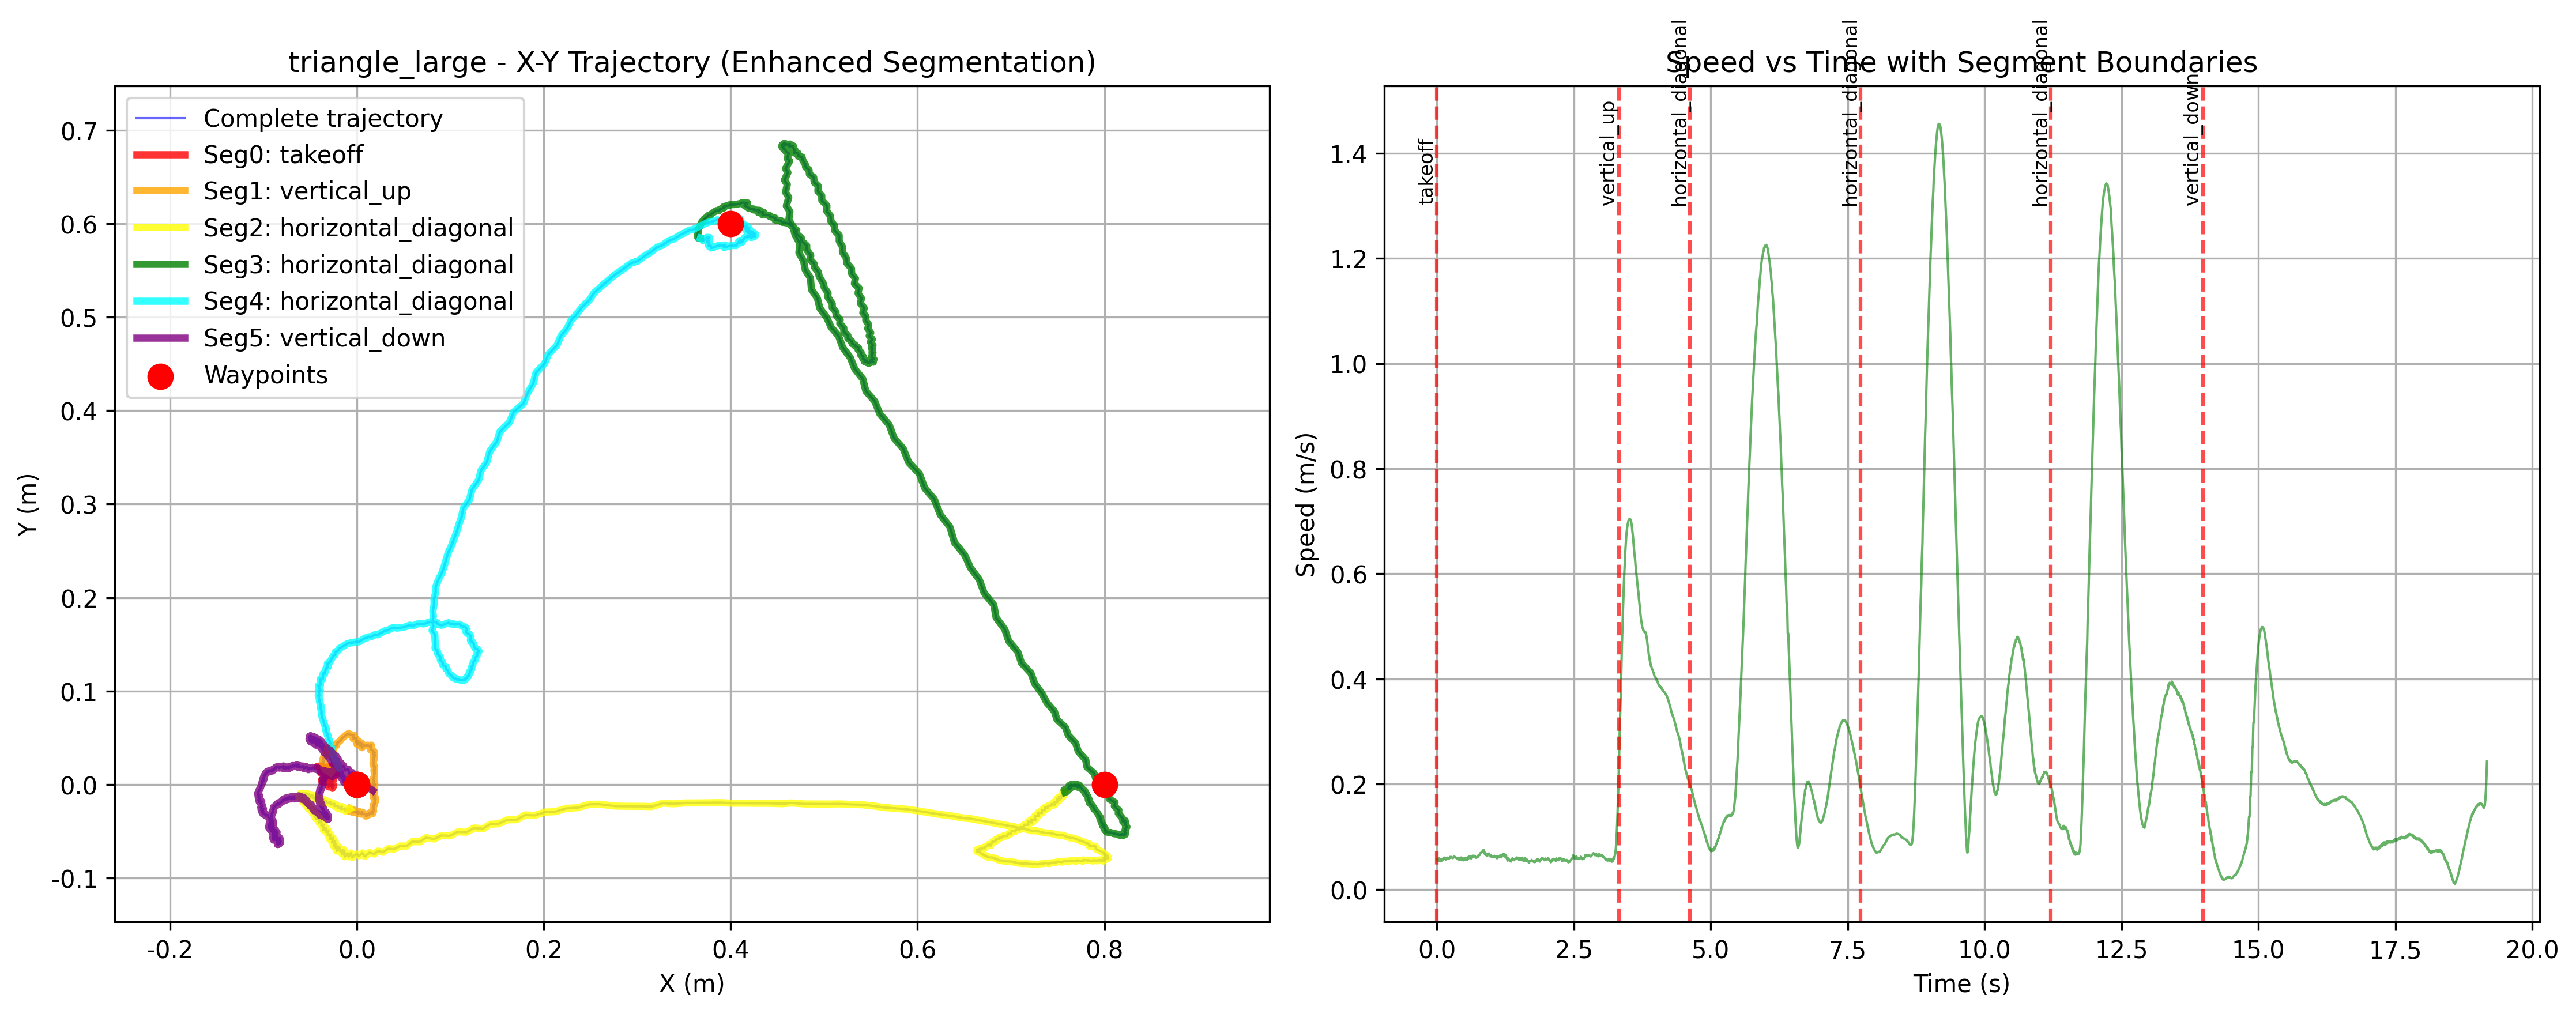 triangle_large - X-Y Trajectory (Enhanced Segmentation)
Complete trajectory
Seg0: takeoff
Seg1: vertical_up
Seg2: horizontal_diagonal
Seg3: horizontal_diagonal
Seg4: horizontal_diagonal
Seg5: vertical_down
Waypoints
0.7
0.6
0.5
0.4
0.3
0.2
0.1
0.0
-0.1
Y (m)
-0.2
0.0
0.2
0.4
0.6
0.8
X (m)
Speed vs Time with Segment Boundaries
takeoff
vertical_up
horizontal_diagonal
horizontal_diagonal
horizontal_diagonal
vertical_down
1.4
1.2
1.0
0.8
0.6
0.4
0.2
0.0
Speed (m/s)
0.0
2.5
5.0
7.5
10.0
12.5
15.0
17.5
20.0
Time (s)